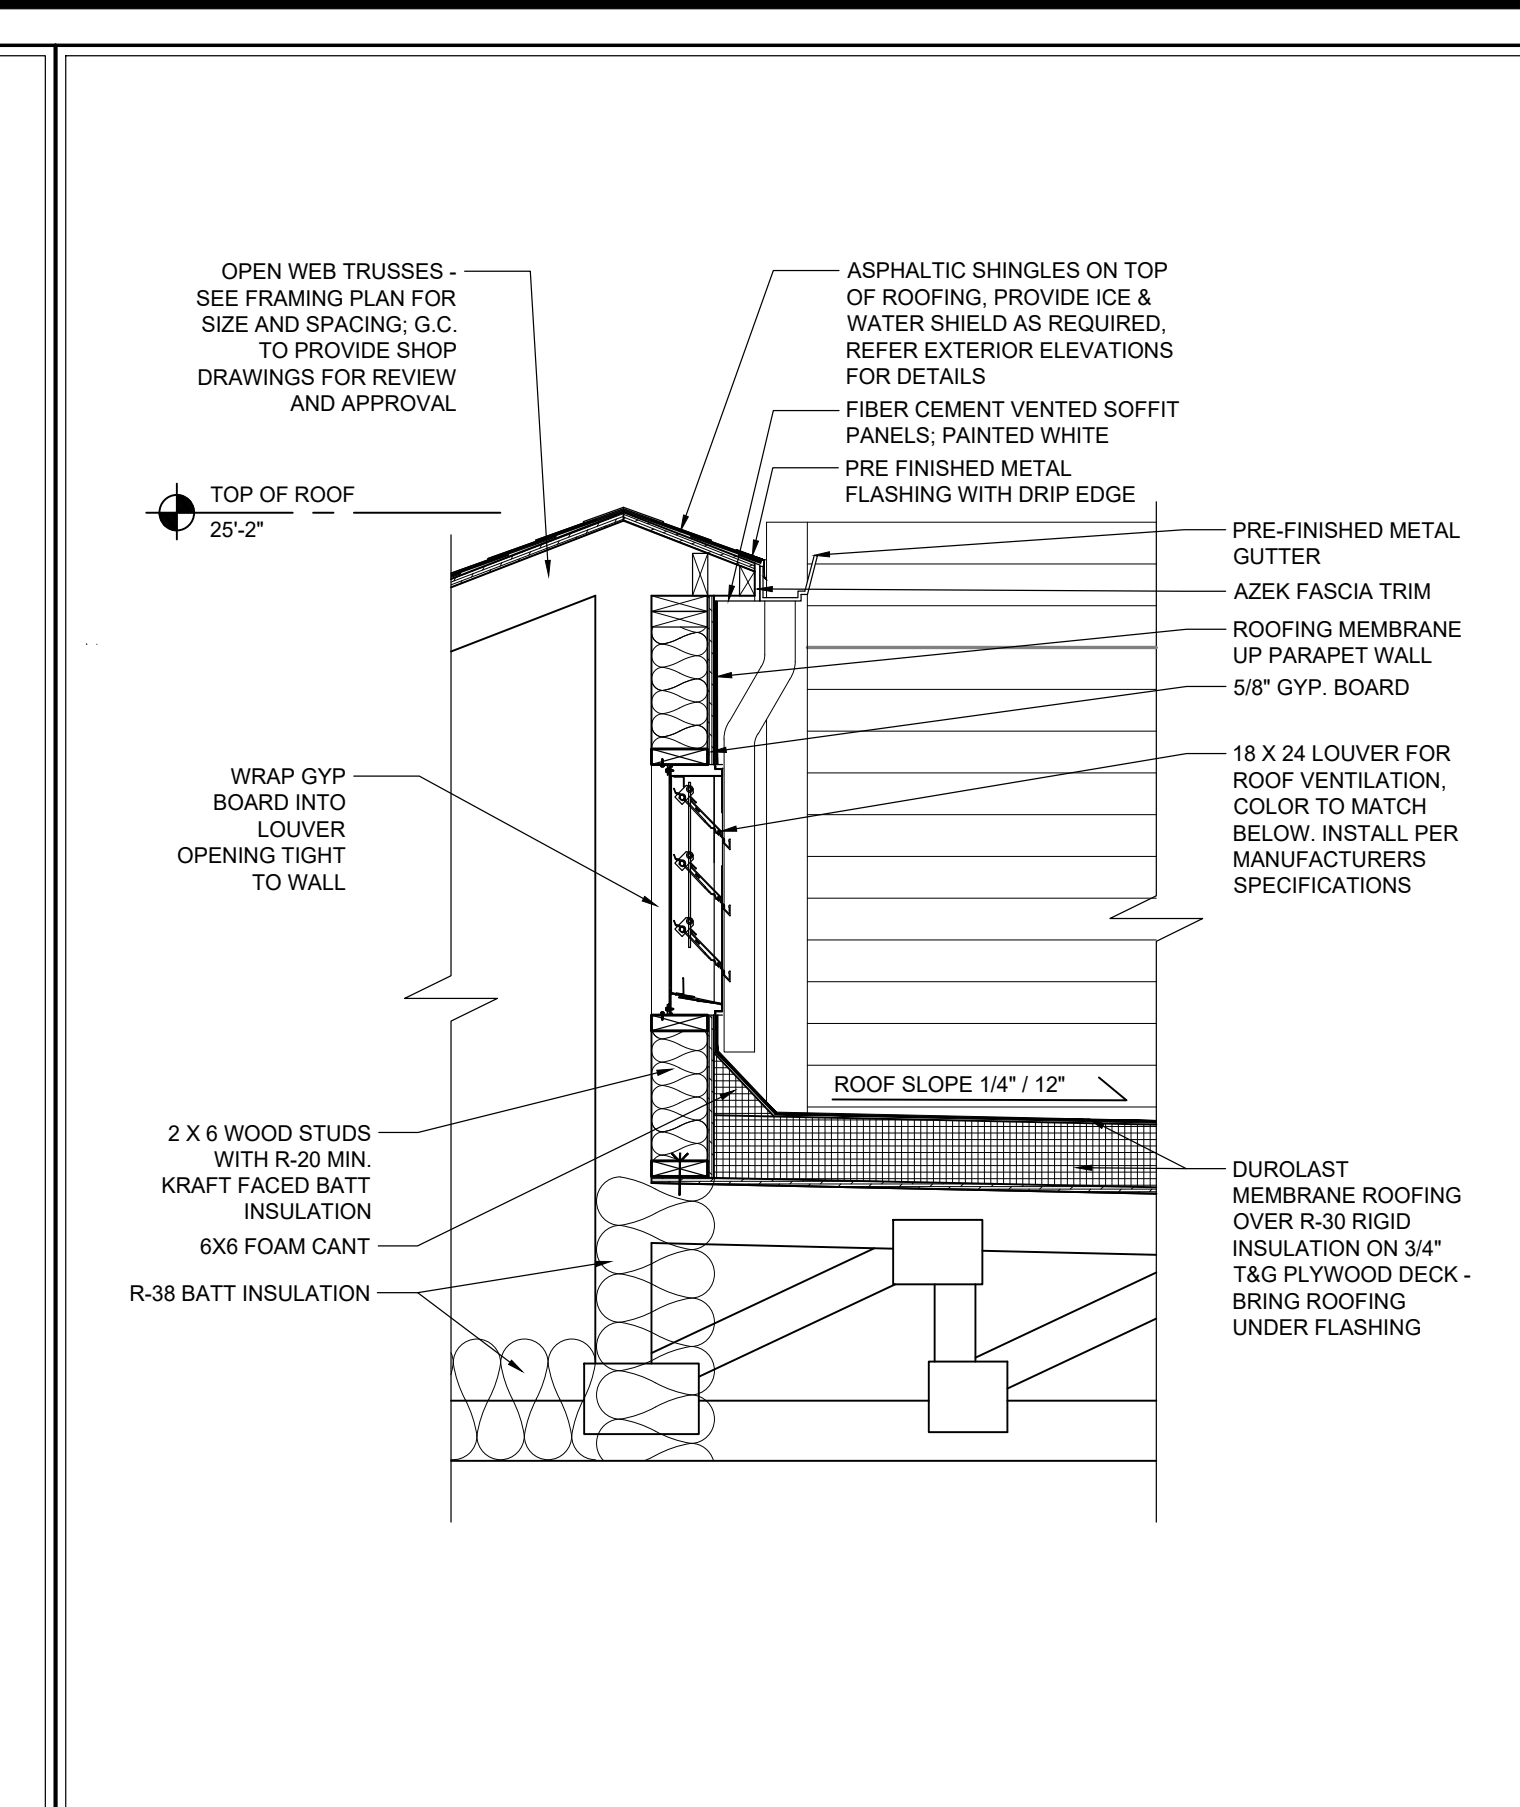 OPEN WEB TRUSSES -
SEE FRAMING PLAN FOR
SIZE AND SPACING; G.C.
TO PROVIDE SHOP
DRAWINGS FOR REVIEW
AND APPROVAL
TOP OF ROOF
25'-2"
WRAP GYP
BOARD INTO
LOUVER
OPENING TIGHT
TO WALL
2 X 6 WOOD STUDS
WITH R-20 MIN.
KRAFT FACED BATT
INSULATION
6X6 FOAM CANT
R-38 BATT INSULATION
ASPHALTIC SHINGLES ON TOP
OF ROOFING, PROVIDE ICE &
WATER SHIELD AS REQUIRED,
REFER EXTERIOR ELEVATIONS
FOR DETAILS
FIBER CEMENT VENTED SOFFIT
PANELS; PAINTED WHITE
PRE FINISHED METAL
FLASHING WITH DRIP EDGE
PRE-FINISHED METAL
GUTTER
AZEK FASCIA TRIM
ROOFING MEMBRANE
UP PARAPET WALL
5/8" GYP. BOARD
18 X 24 LOUVER FOR
ROOF VENTILATION,
COLOR TO MATCH
BELOW. INSTALL PER
MANUFACTURERS
SPECIFICATIONS
ROOF SLOPE 1/4" / 12"
DUROLAST
MEMBRANE ROOFING
OVER R-30 RIGID
INSULATION ON 3/4"
T&G PLYWOOD DECK -
BRING ROOFING
UNDER FLASHING